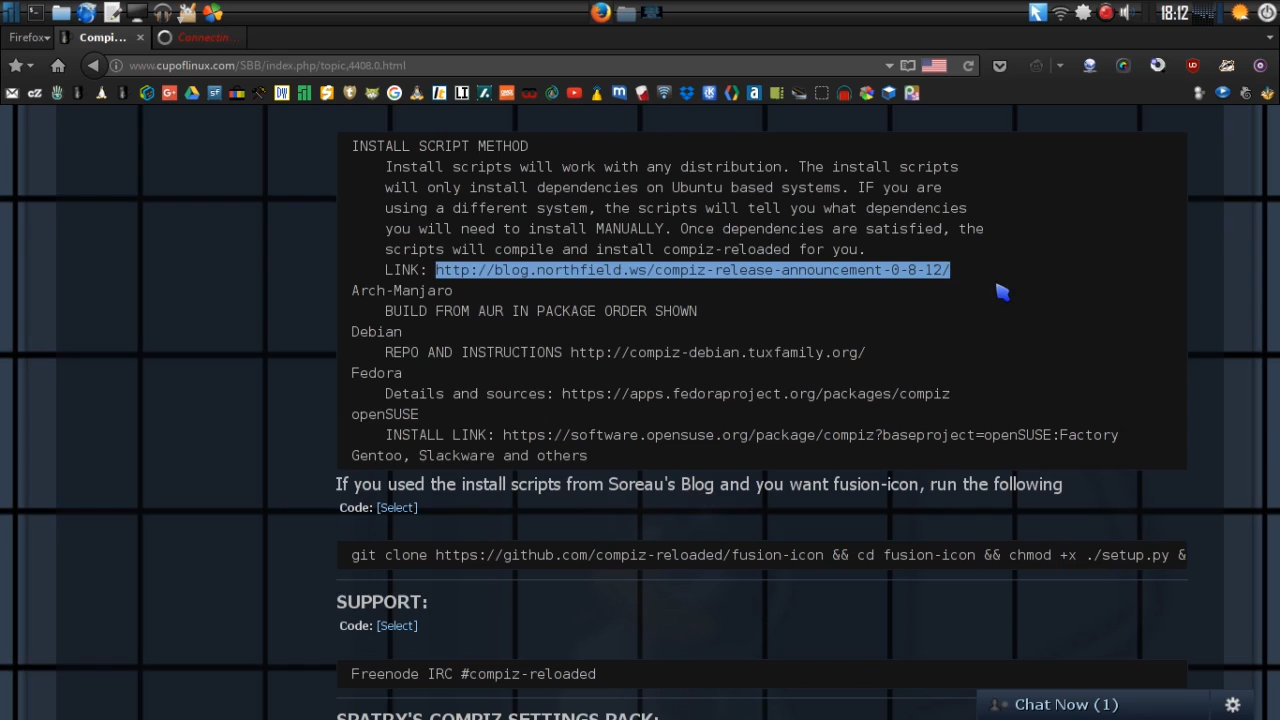 18:12
Firefox
Compi...
Connectin...
www.cupoflinux.com/SBB/index.php/topic,4408.0.html
INSTALL SCRIPT METHOD
Install scripts will work with any distribution. The install scripts
will only install dependencies on Ubuntu based systems. IF you are
using a different system, the scripts will tell you what dependencies
you will need to install MANUALLY. Once dependencies are satisfied, the
scripts will compile and install compiz-reloaded for you.
LINK: http://blog.northfield.ws/compiz-release-announcement-0-8-12/
Arch-Manjaro
BUILD FROM AUR IN PACKAGE ORDER SHOWN
Debian
REPO AND INSTRUCTIONS http://compiz-debian.tuxfamily.org/
Fedora
Details and sources: https://apps.fedoraproject.org/packages/compiz
openSUSE
INSTALL LINK: https://software.opensuse.org/package/compiz?baseproject=openSUSE:Factory
Gentoo, Slackware and others
If you used the install scripts from Soreau's Blog and you want fusion-icon, run the following
Code: [Select]
git clone https://github.com/compiz-reloaded/fusion-icon && cd fusion-icon && chmod +x ./setup.py &
SUPPORT:
Code: [Select]
Freenode IRC #compiz-reloaded
SPATRY'S COMPIZ SETTINGS PACK:
Chat Now (1)